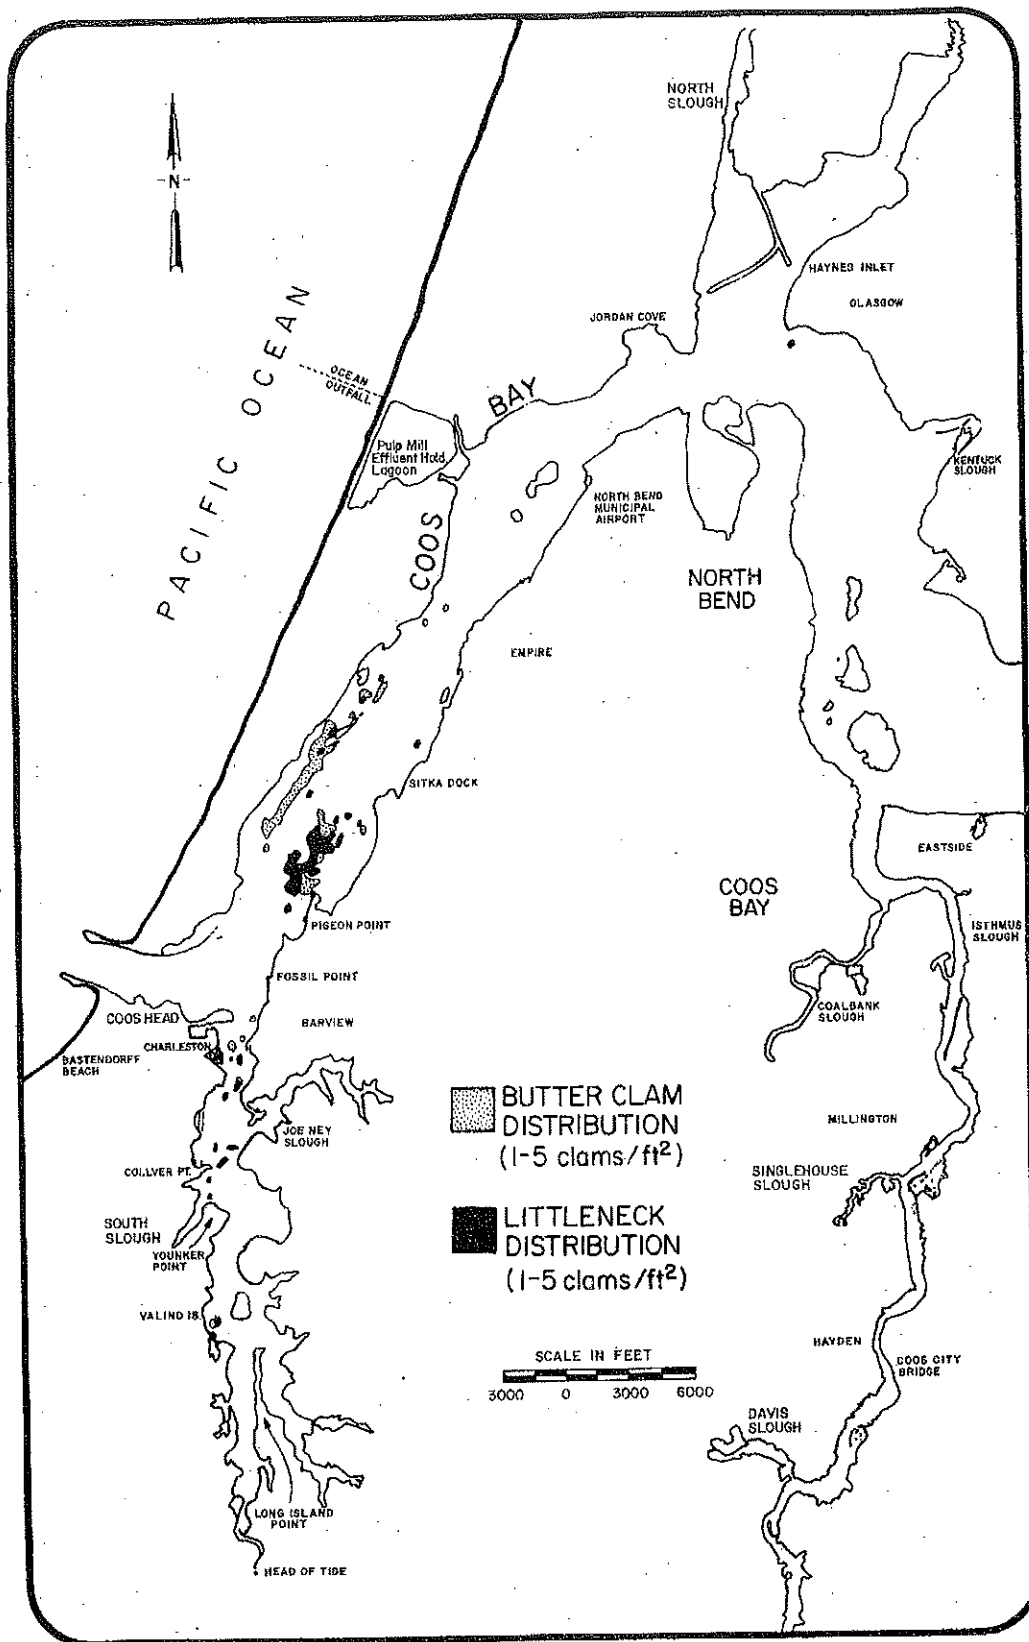 NORTH
SLOUGH
N
HAYNES INLET
GLASGOW
JORDAN COVE
PACIFIC OCEAN
OCEAN
OUTFALL
COOS BAY
Pulp Mill
Effluent Hold.
Lagoon
KENTUCK
SLOUGH
NORTH BEND
MUNICIPAL
AIRPORT
NORTH
BEND
EMPIRE
SITKA DOCK
EASTSIDE
COOS
BAY
PIGEON POINT
ISTHMUS
SLOUGH
FOSSIL POINT
COOS HEAD
BARVIEW
COALBANK
SLOUGH
CHARLESTON
BASTENDORFF
BEACH
BUTTER CLAM
DISTRIBUTION
(1-5 clams/ft²)
JOE NEY
SLOUGH
MILLINGTON
COLLVER PT.
SINGLEHOUSE
SLOUGH
SOUTH
SLOUGH
YOUNKER
POINT
LITTLENECK
DISTRIBUTION
(1-5 clams/ft²)
VALINO IS.
HAYDEN
COOS CITY
BRIDGE
SCALE IN FEET
3000 0 3000 6000
DAVIS
SLOUGH
LONG ISLAND
POINT
HEAD OF TIDE